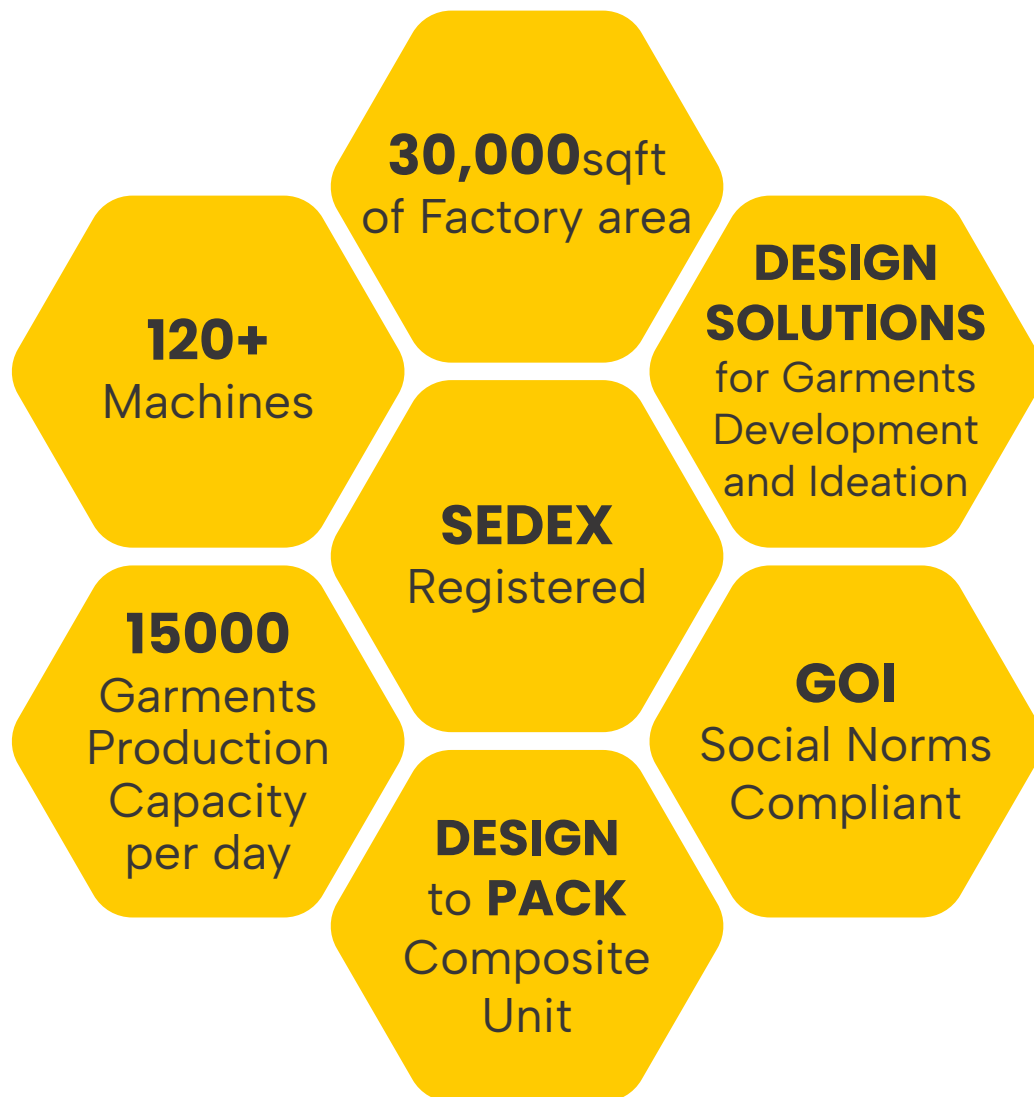 30,000sqft
of Factory area
120+
Machines
DESIGN
SOLUTIONS
for Garments
Development
and Ideation
SEDEX
Registered
15000
Garments
Production
Capacity
per day
GOI
Social Norms
Compliant
DESIGN
to PACK
Composite
Unit